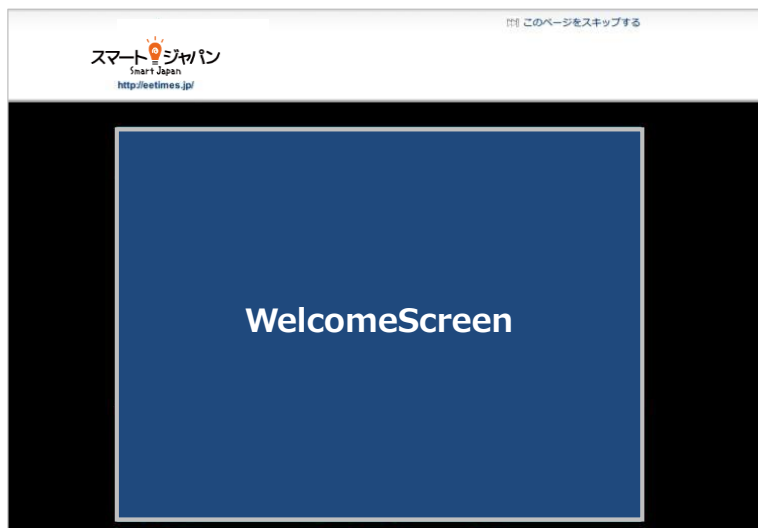 このページをスキップする
スマートジャパン
Smart Japan
http://eetimes.jp/
WelcomeScreen